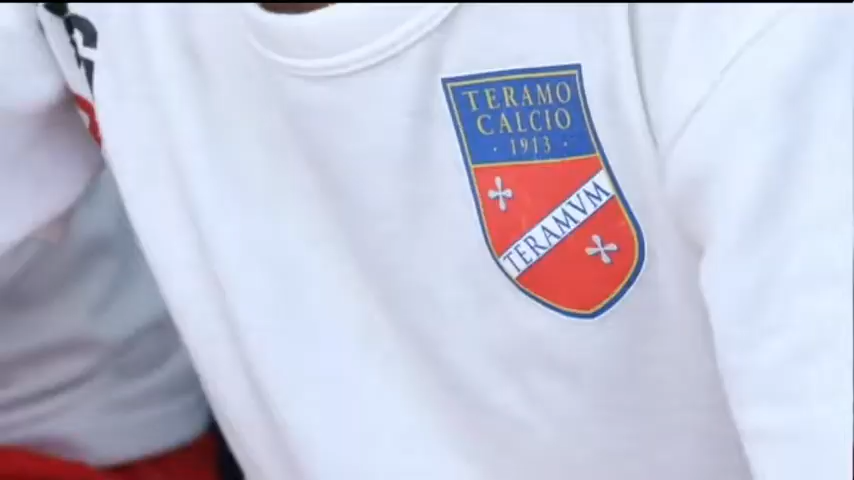 TERAMO
CALCIO
· 1913 ·
TERAMVM